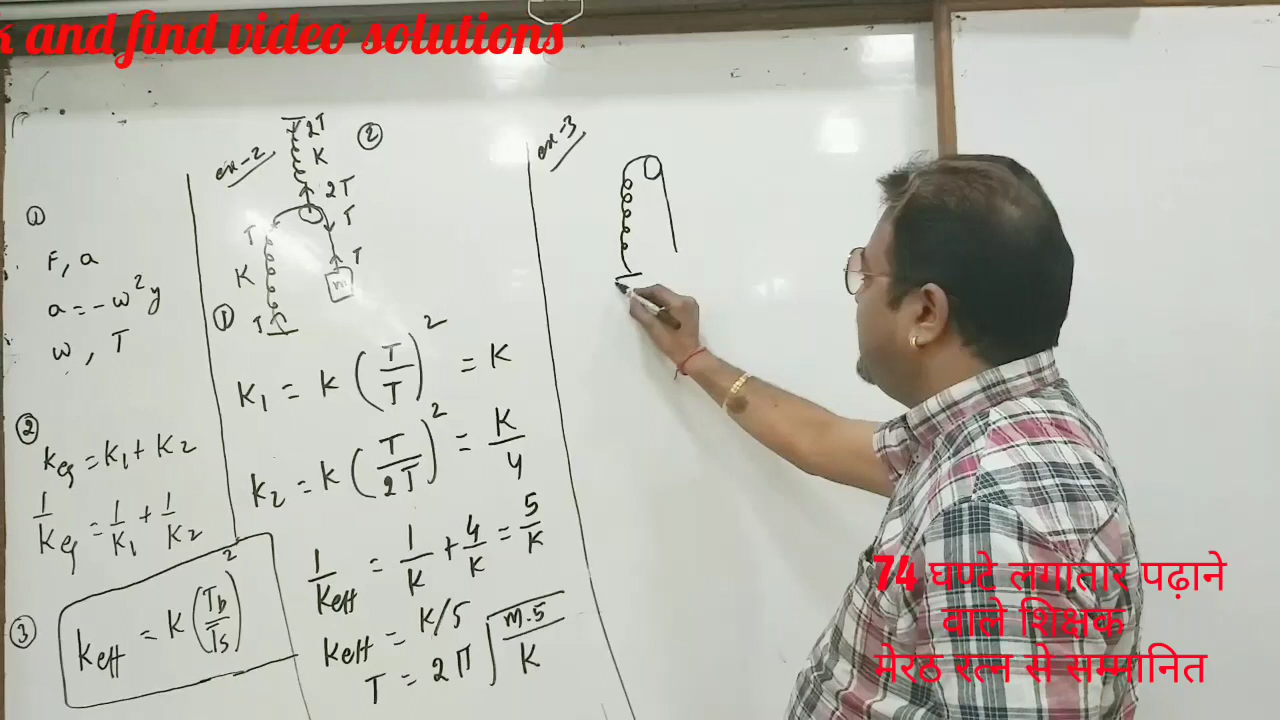 k and find video solutions
①
F, a
a = -ω²y
ω, T
②
Keq = K1 + K2
1/Keq = 1/K1 + 1/K2
③
Keff = K (Tb/Ts)²
ex-2
②
2T
K
2T
T
T
T
K
m
①
T
K1 = K (T/T)² = K
K2 = K (T/2T)² = K/4
1/Keff = 1/K + 4/K = 5/K
Keff = K/5
T = 2π √(m.5/K)
ex-3
74 घण्टे लगातार पढ़ाने
वाले शिक्षक
मेरठ रत्न से सम्मानित